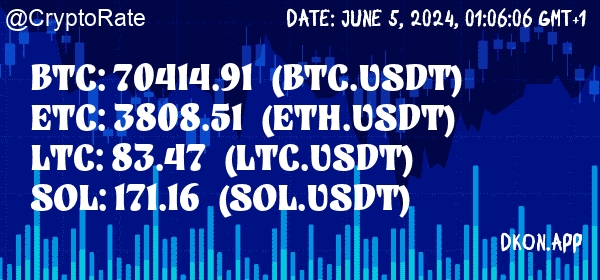 @CryptoRate
DATE: JUNE 5, 2024, 01:06:06 GMT+1
BTC: 70414.91 (BTC.USDT)
ETC: 3808.51 (ETH.USDT)
LTC: 83.47 (LTC.USDT)
SOL: 171.16 (SOL.USDT)
DKON.APP